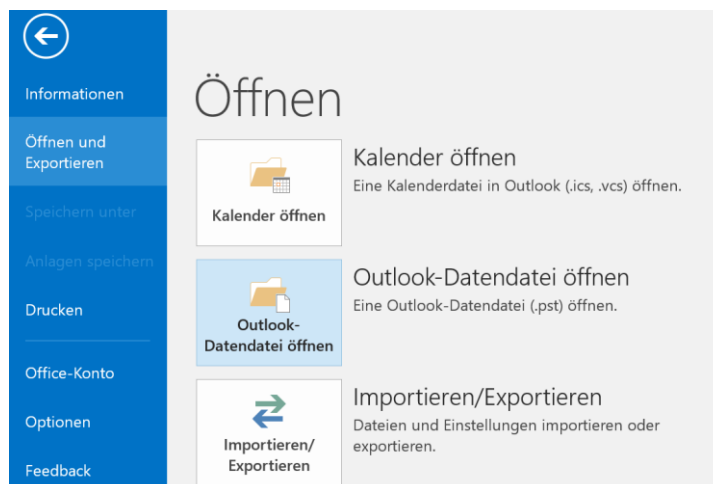 Informationen
Öffnen und
Exportieren
Speichern unter
Anlagen speichern
Drucken
Office-Konto
Optionen
Feedback
Öffnen
Kalender öffnen
Kalender öffnen
Eine Kalenderdatei in Outlook (.ics, .vcs) öffnen.
Outlook-
Datendatei öffnen
Outlook-Datendatei öffnen
Eine Outlook-Datendatei (.pst) öffnen.
Importieren/
Exportieren
Importieren/Exportieren
Dateien und Einstellungen importieren oder
exportieren.